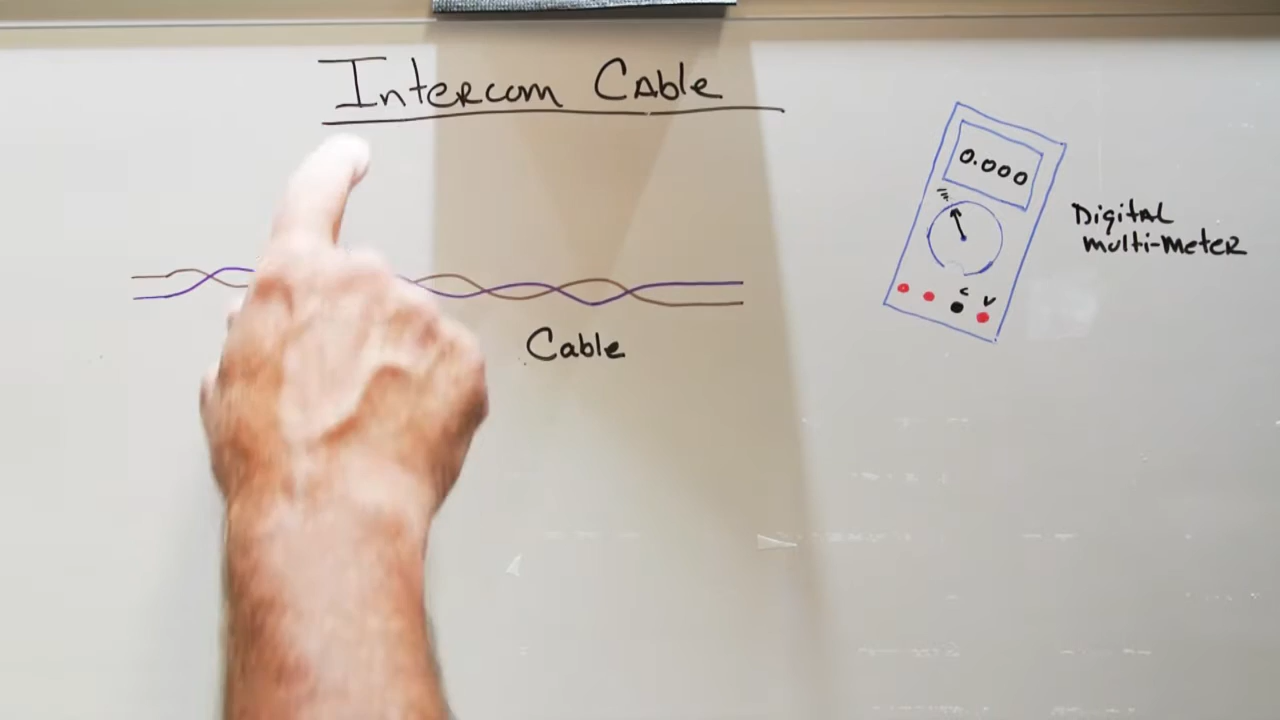 Intercom Cable
0.000
Digital
multi-meter
C V
Cable